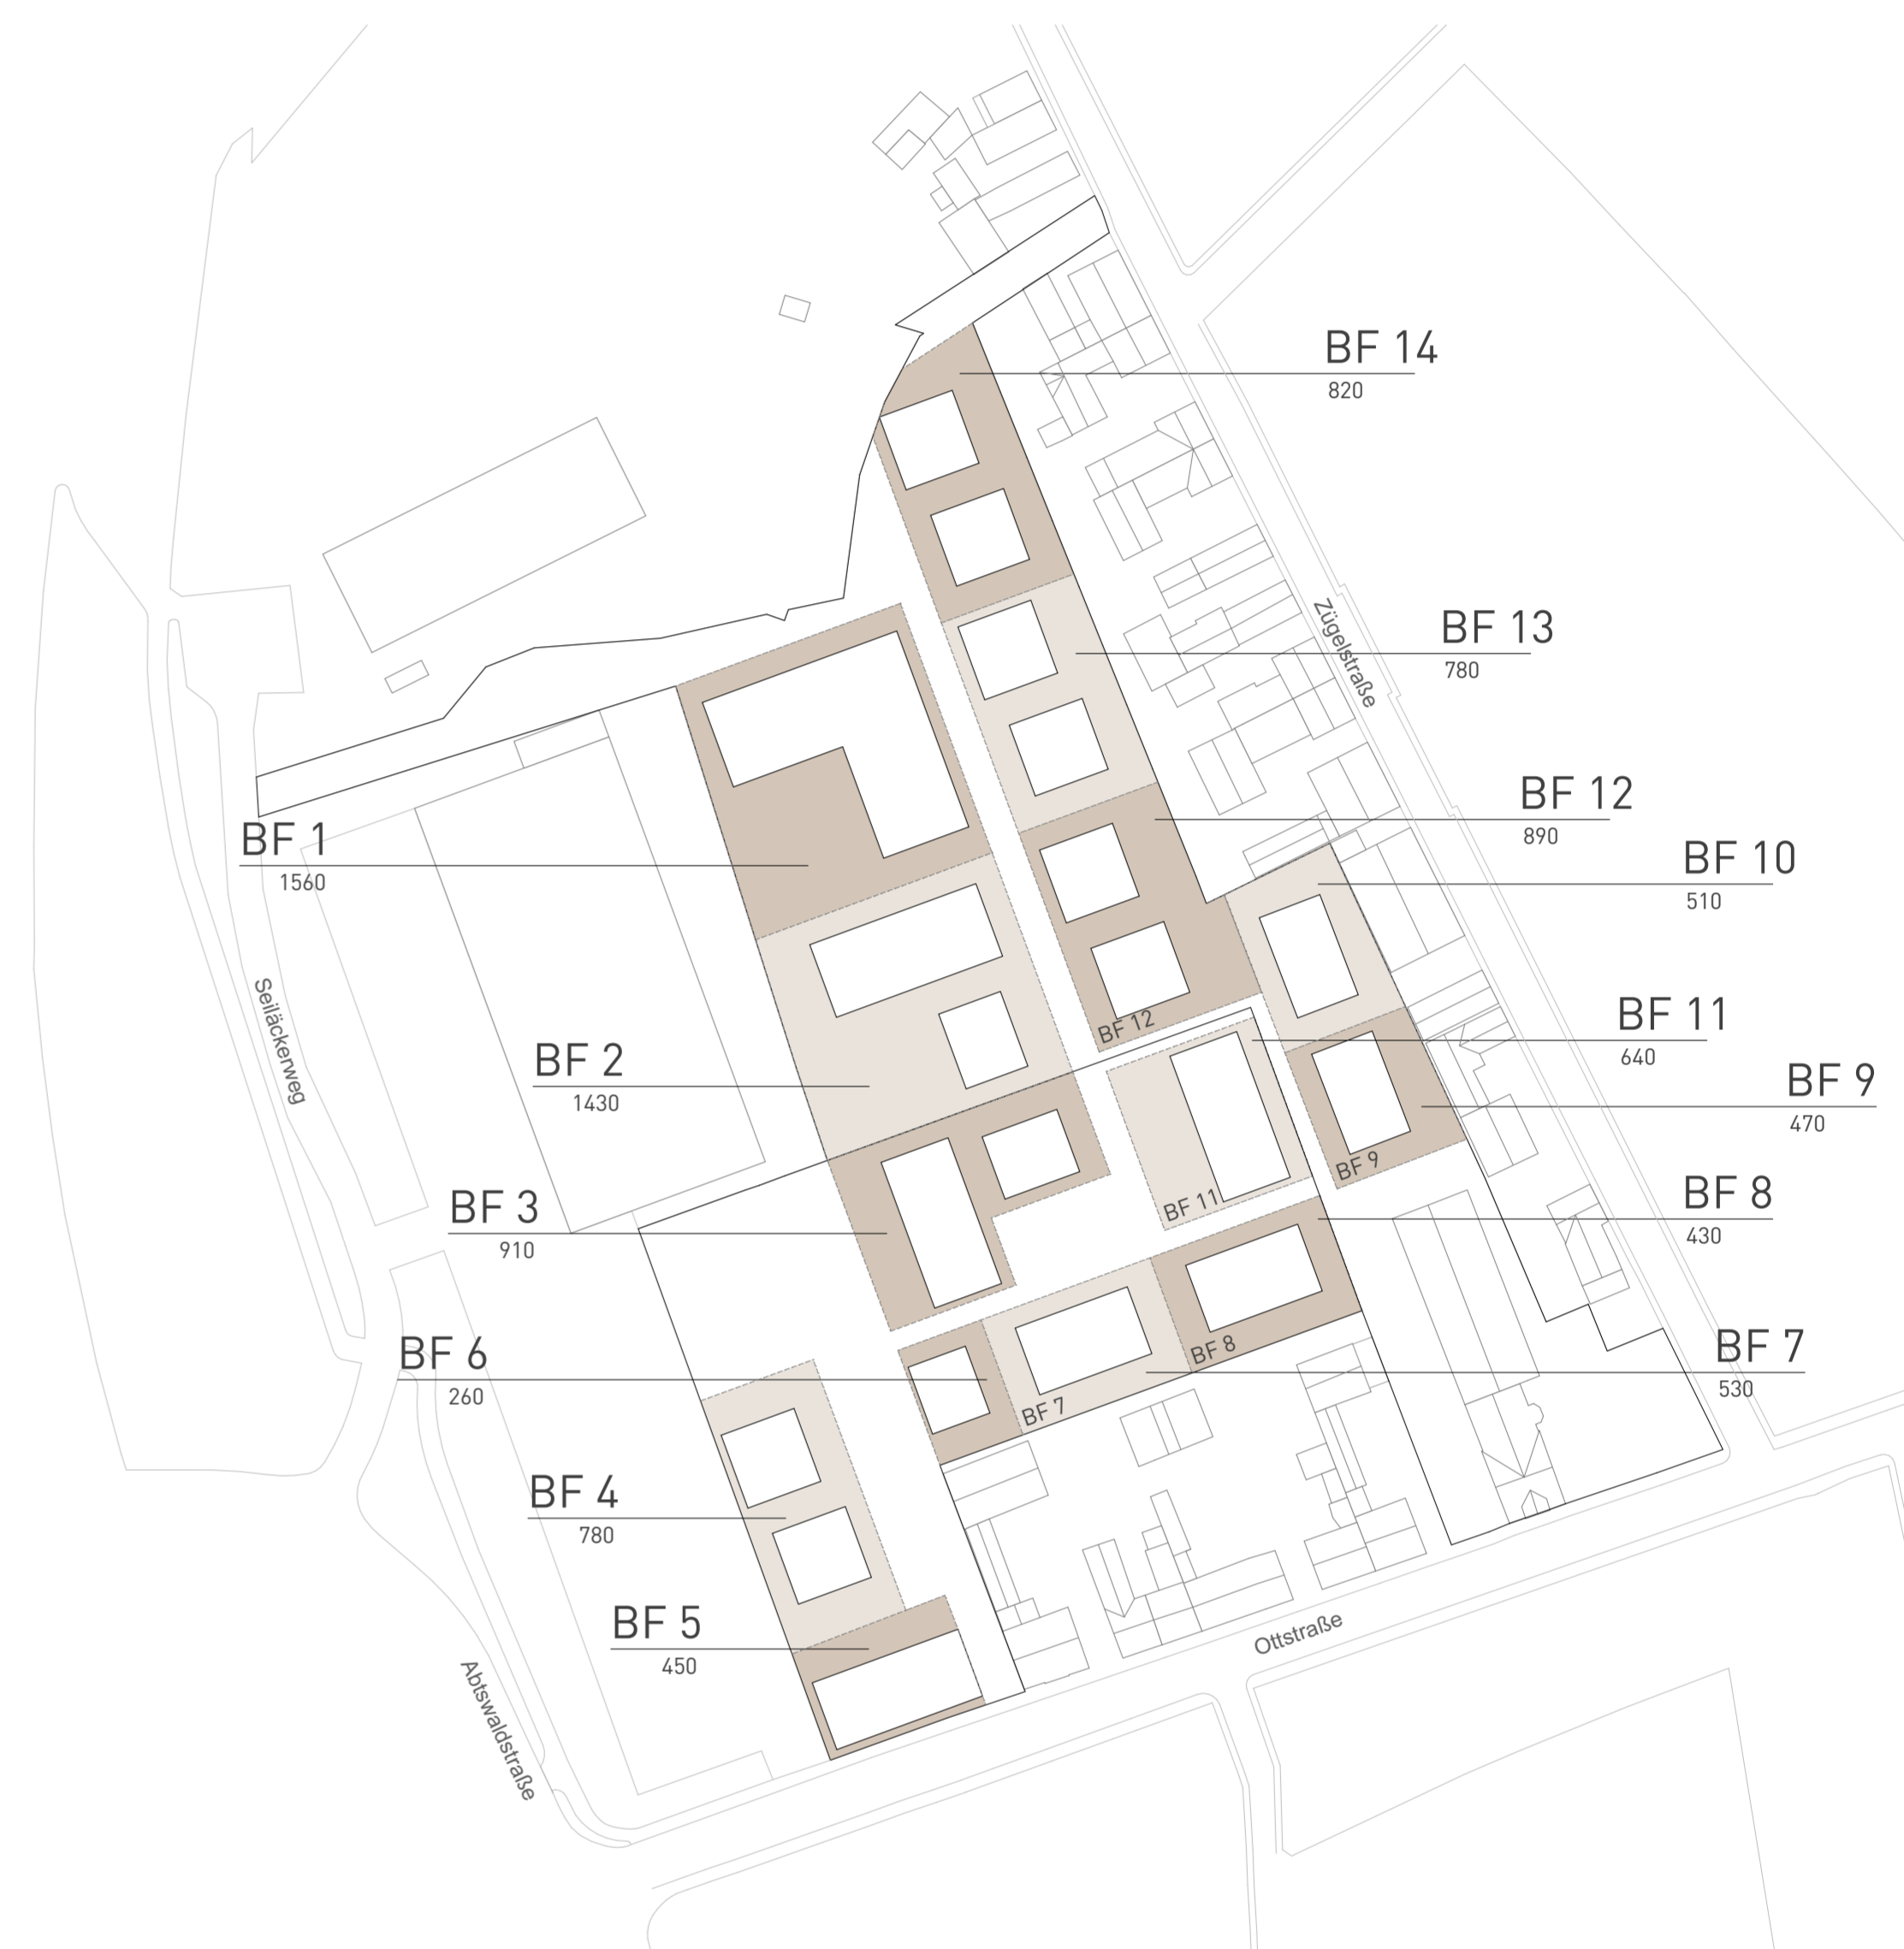 BF 14
820
Zügelstraße
BF 13
780
BF 12
890
BF 1
1560
BF 10
510
Seiläckerweg
BF 12
BF 11
640
BF 2
1430
BF 9
470
BF 9
BF 3
910
BF 11
BF 8
430
BF 6
260
BF 8
BF 7
530
BF 7
BF 4
780
BF 5
450
Ottstraße
Abtswaldstraße